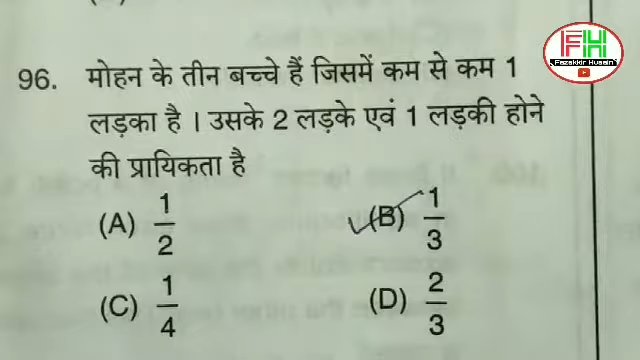 FH
Fazakkir Husain
96. मोहन के तीन बच्चे हैं जिसमें कम से कम 1
लड़का है । उसके 2 लड़के एवं 1 लड़की होने
की प्रायिकता है
(A) 1/2 (B) 1/3
(C) 1/4 (D) 2/3